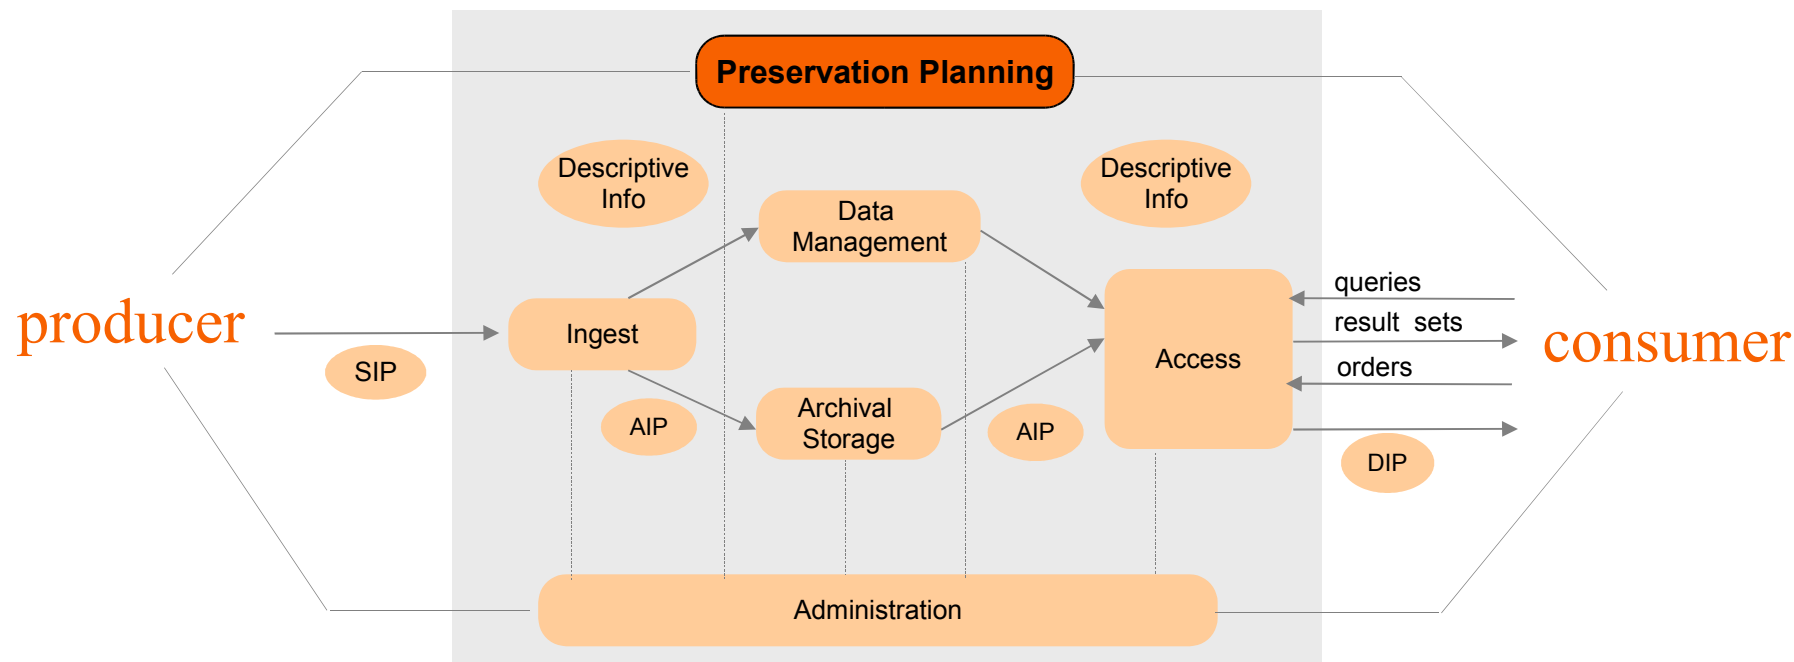 Preservation Planning
Descriptive
Info
Descriptive
Info
Data
Management
queries
producer
Ingest
result sets
consumer
SIP
Access
orders
AIP
Archival
Storage
AIP
DIP
Administration